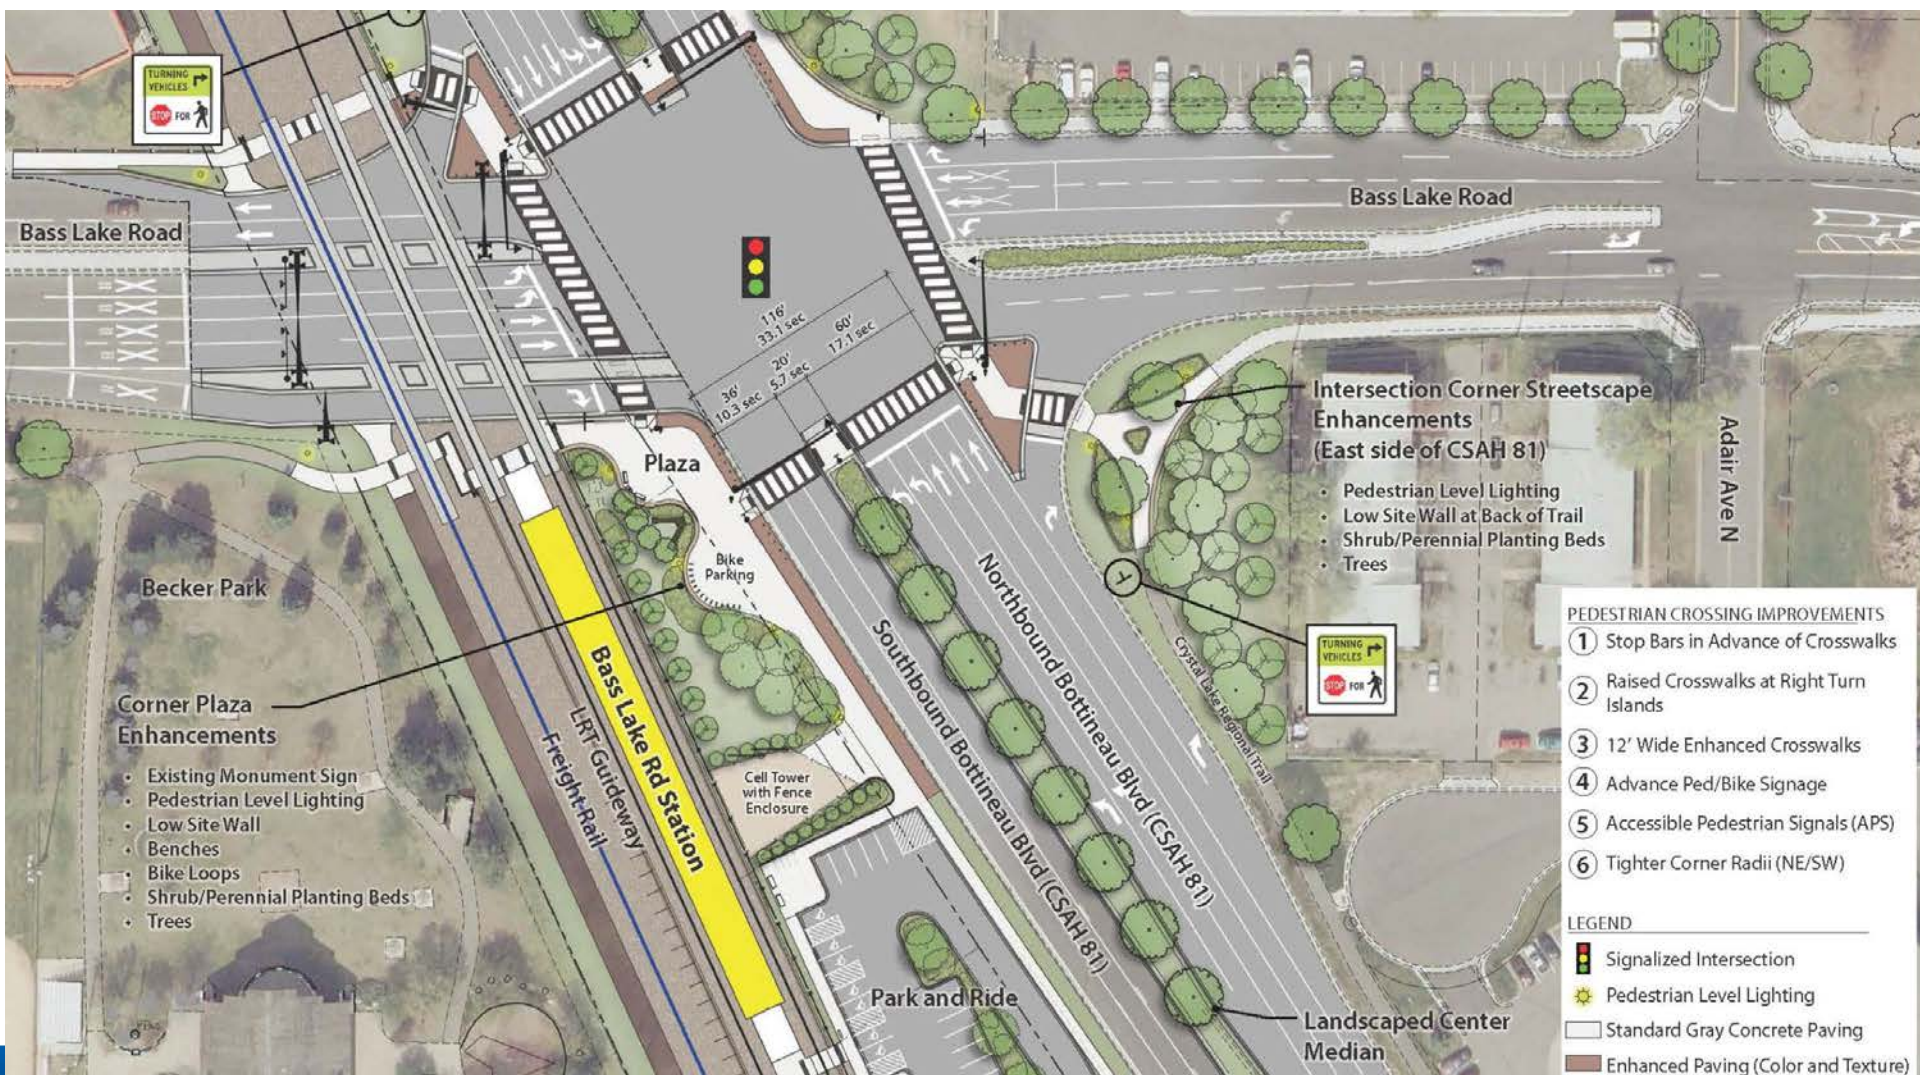 TURNING
VEHICLES
STOP FOR
Bass Lake Road
Bass Lake Road
116'
33.1 sec
60'
17.1 sec
20'
5.7 sec
36'
10.3 sec
Intersection Corner Streetscape
Enhancements
(East side of CSAH 81)
• Pedestrian Level Lighting
• Low Site Wall at Back of Trail
• Shrub/Perennial Planting Beds
• Trees
Adair Ave N
Plaza
Bike
Parking
Becker Park
Northbound Bottineau Blvd (CSAH 81)
Southbound Bottineau Blvd (CSAH 81)
Crystal Lake Regional Trail
TURNING
VEHICLES
STOP FOR
Bass Lake Rd Station
LRT Guideway
Freight Rail
Corner Plaza
Enhancements
• Existing Monument Sign
• Pedestrian Level Lighting
• Low Site Wall
• Benches
• Bike Loops
• Shrub/Perennial Planting Beds
• Trees
Cell Tower
with Fence
Enclosure
Park and Ride
Landscaped Center
Median
PEDESTRIAN CROSSING IMPROVEMENTS
1 Stop Bars in Advance of Crosswalks
2 Raised Crosswalks at Right Turn
Islands
3 12' Wide Enhanced Crosswalks
4 Advance Ped/Bike Signage
5 Accessible Pedestrian Signals (APS)
6 Tighter Corner Radii (NE/SW)
LEGEND
Signalized Intersection
Pedestrian Level Lighting
Standard Gray Concrete Paving
Enhanced Paving (Color and Texture)